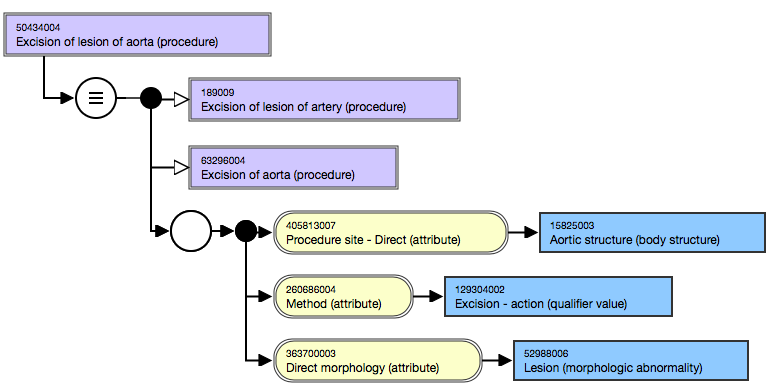 50434004
Excision of lesion of aorta (procedure)
189009
Excision of lesion of artery (procedure)
63296004
Excision of aorta (procedure)
405813007
Procedure site - Direct (attribute)
15825003
Aortic structure (body structure)
260686004
Method (attribute)
129304002
Excision - action (qualifier value)
363700003
Direct morphology (attribute)
52988006
Lesion (morphologic abnormality)